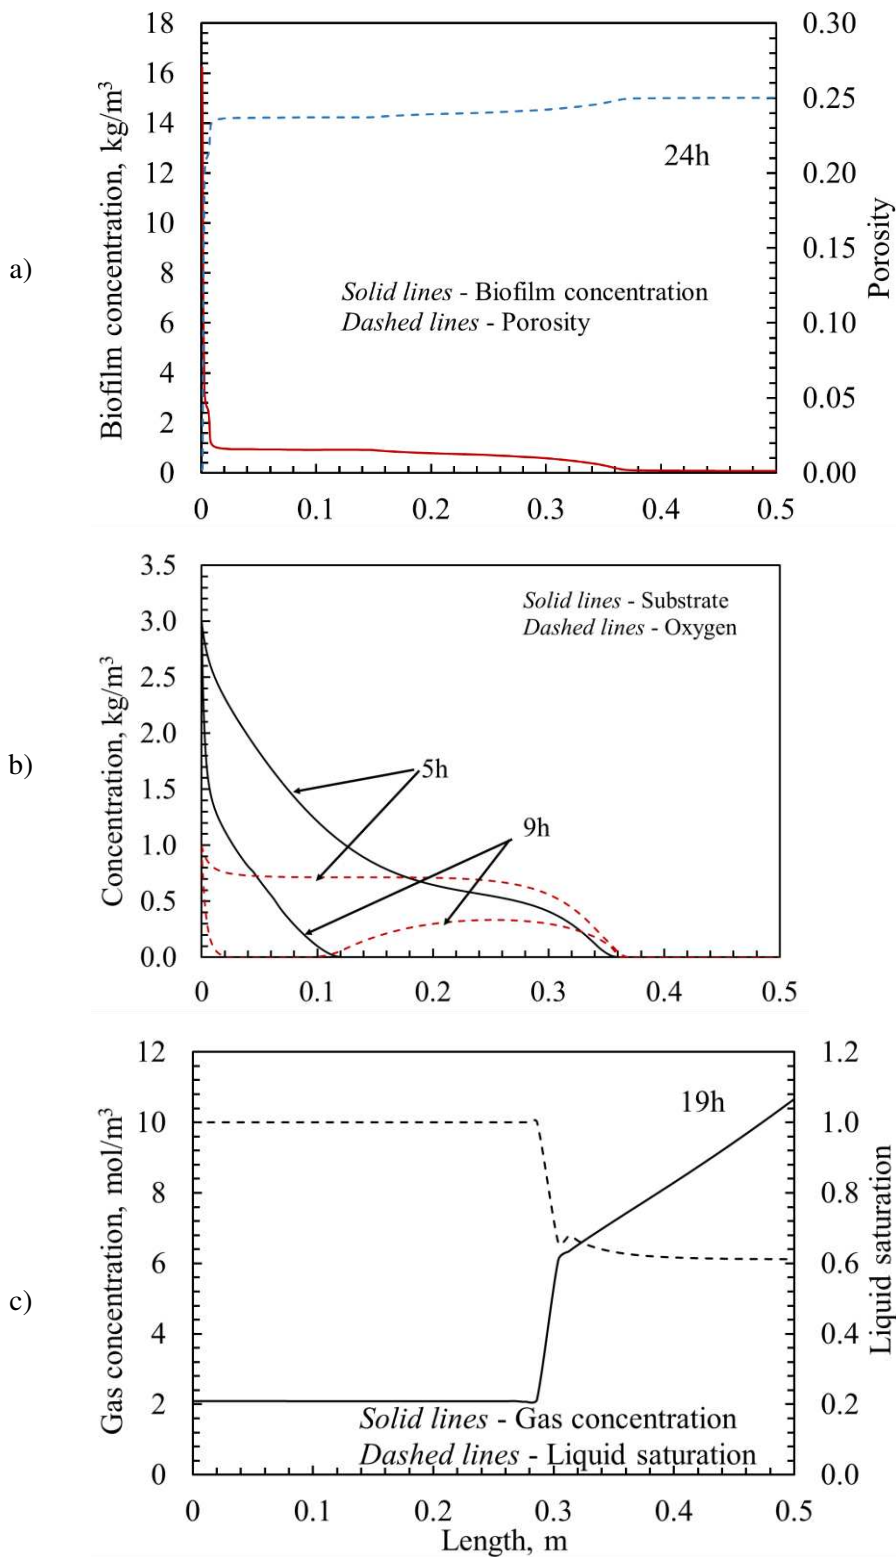 a)
Biofilm concentration, kg/m³
18
16
14
12
10
8
6
4
2
0
0.30
0.25
0.20
0.15
0.10
0.05
0.00
Porosity
24h
Solid lines - Biofilm concentration
Dashed lines - Porosity
0 0.1 0.2 0.3 0.4 0.5
b)
Concentration, kg/m³
3.5
3.0
2.5
2.0
1.5
1.0
0.5
0.0
Solid lines - Substrate
Dashed lines - Oxygen
5h
9h
0 0.1 0.2 0.3 0.4 0.5
c)
Gas concentration, mol/m³
12
10
8
6
4
2
0
1.2
1.0
0.8
0.6
0.4
0.2
0.0
Liquid saturation
19h
Solid lines - Gas concentration
Dashed lines - Liquid saturation
0 0.1 0.2 0.3 0.4 0.5
Length, m